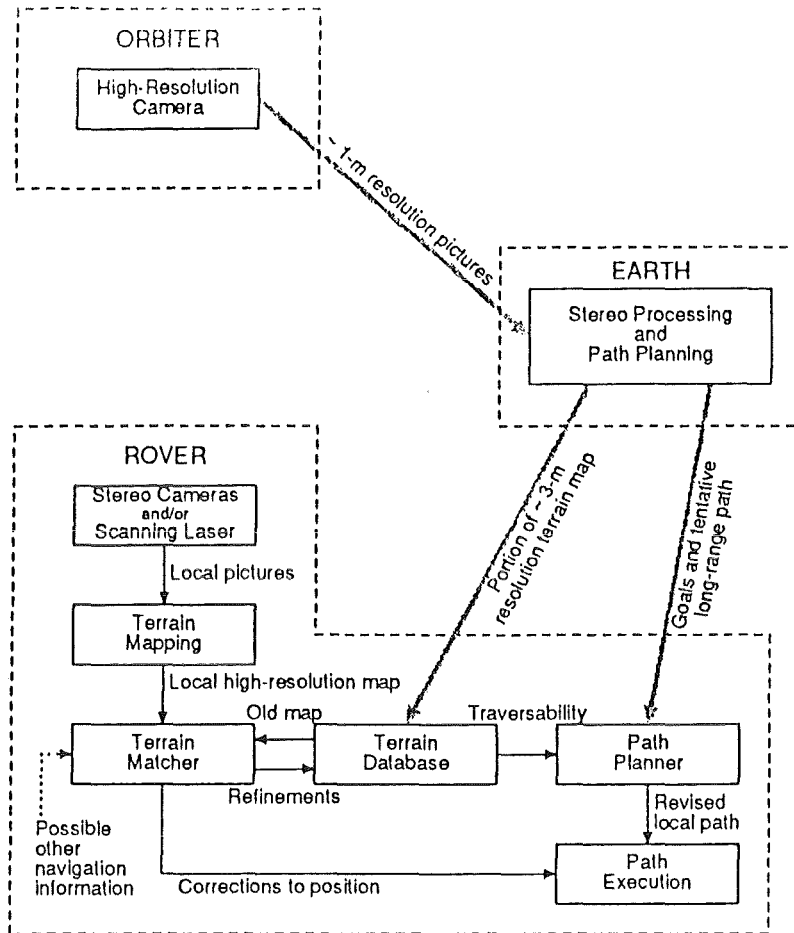 ORBITER
High-Resolution
Camera
~ 1-m resolution pictures
EARTH
Stereo Processing
and
Path Planning
ROVER
Stereo Cameras
and/or
Scanning Laser
Portion of ~ 3-m
resolution terrain map
Goals and tentative
long-range path
Local pictures
Terrain
Mapping
Local high-resolution map
Old map
Traversability
Terrain
Matcher
Terrain
Database
Path
Planner
Refinements
Revised
local path
Possible
other
navigation
information
Corrections to position
Path
Execution